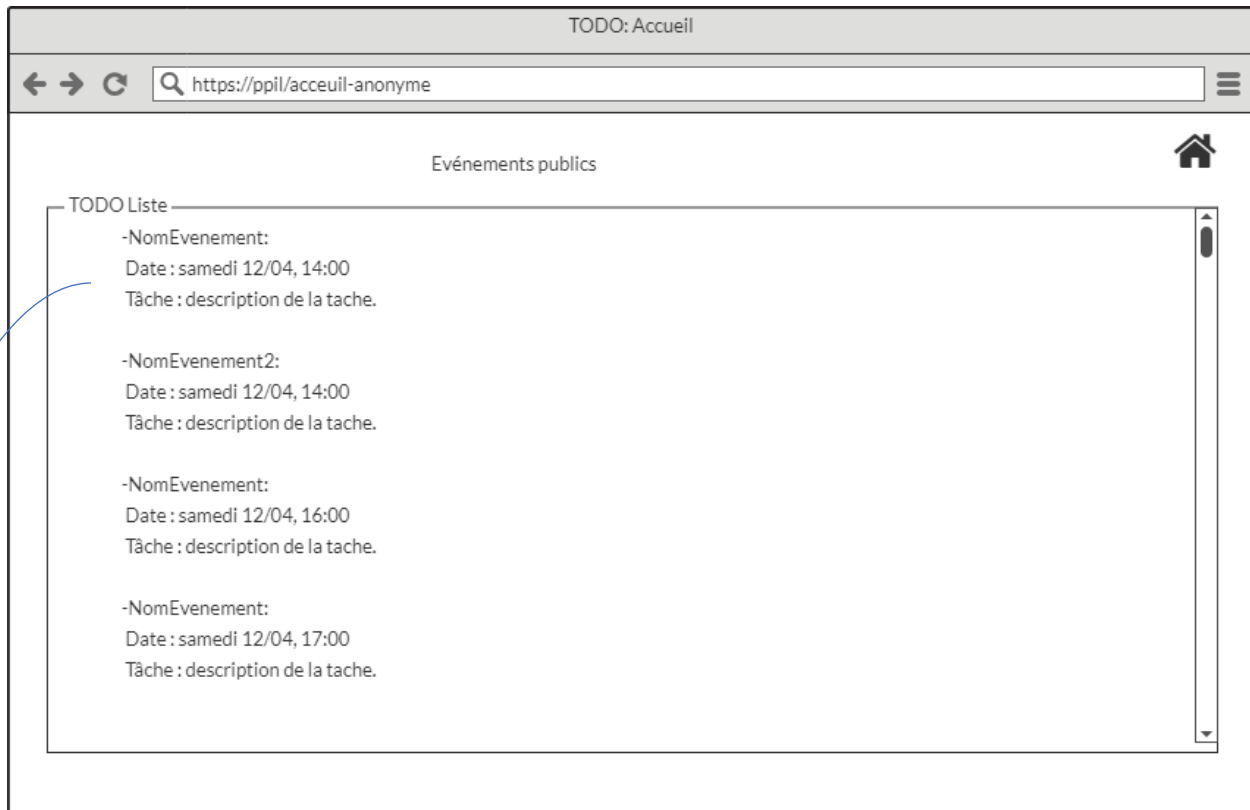 TODO: Accueil
https://ppil/acceuil-anonyme
Evénements publics
TODO Liste
-NomEvenement:
Date : samedi 12/04, 14:00
Tâche : description de la tache.
-NomEvenement2:
Date : samedi 12/04, 14:00
Tâche : description de la tache.
-NomEvenement:
Date : samedi 12/04, 16:00
Tâche : description de la tache.
-NomEvenement:
Date : samedi 12/04, 17:00
Tâche : description de la tache.